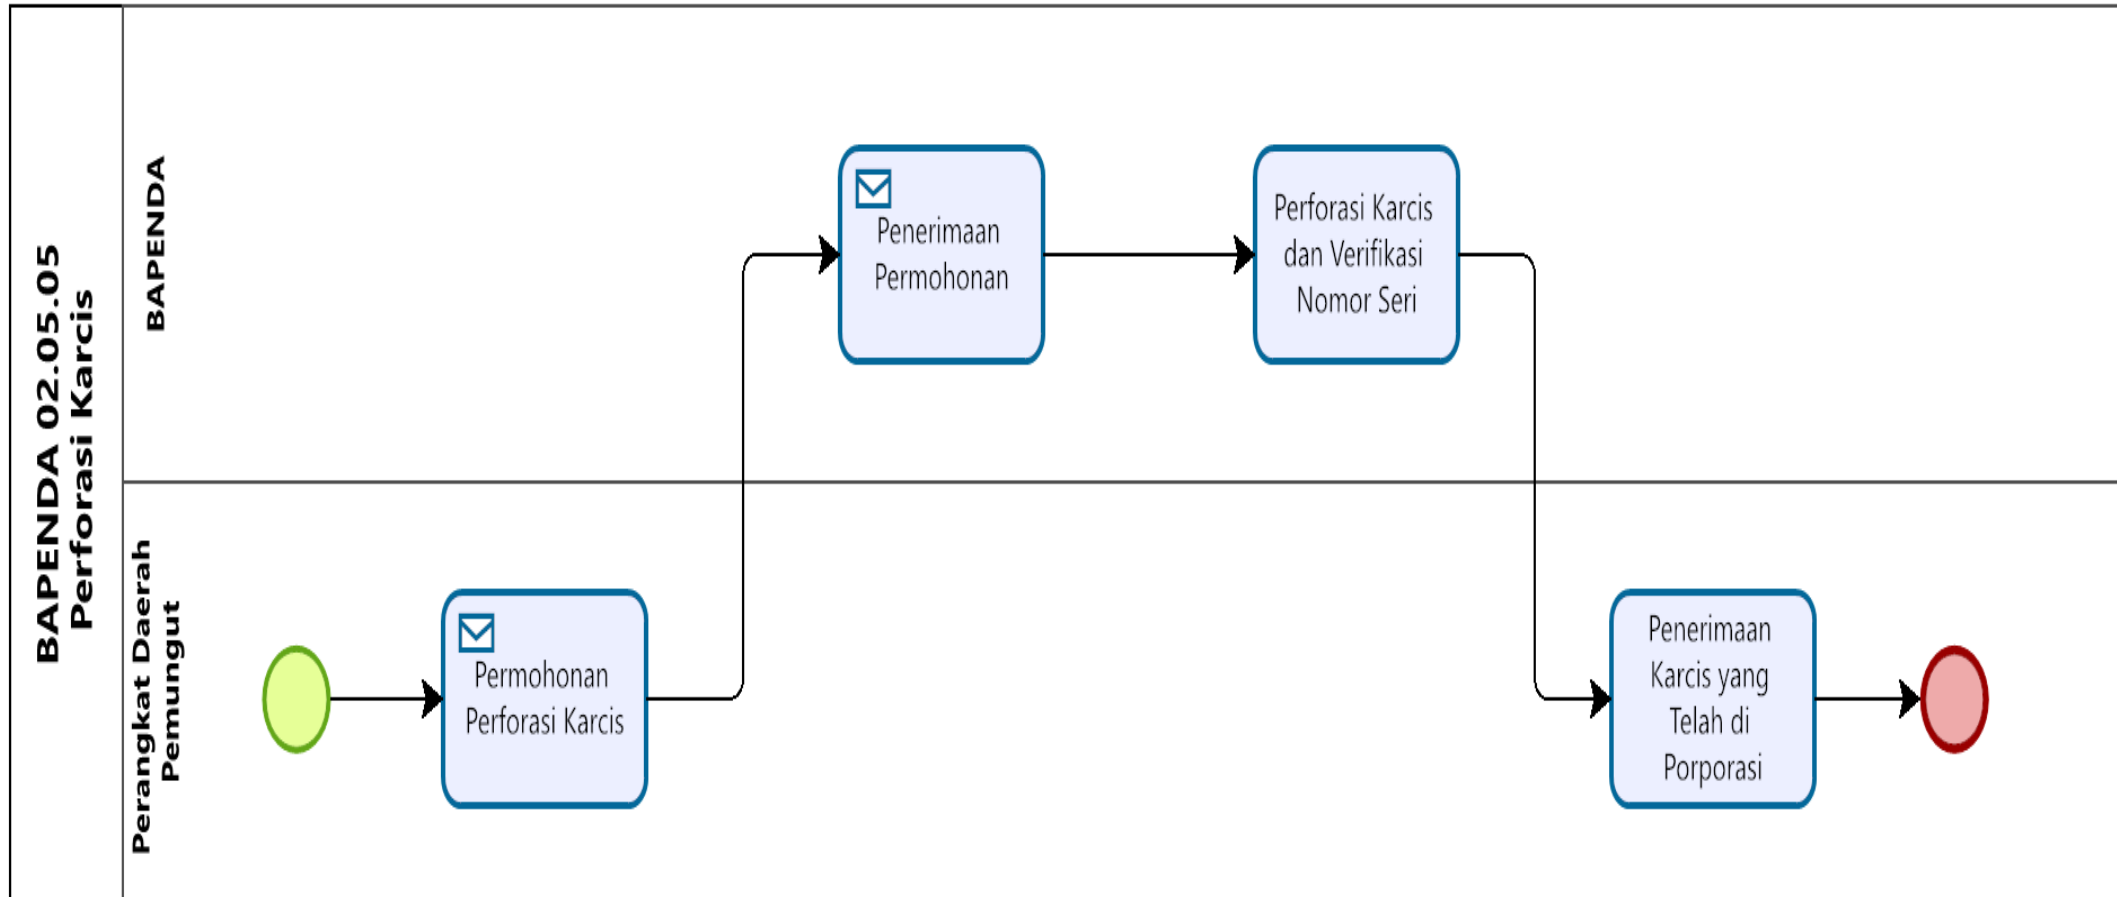 BAPENDA 02.05.05
Perforasi Karcis
BAPENDA
Penerimaan
Permohonan
Perforasi Karcis
dan Verifikasi
Nomor Seri
Perangkat Daerah
Pemungut
Permohonan
Perforasi Karcis
Penerimaan
Karcis yang
Telah di
Porporasi